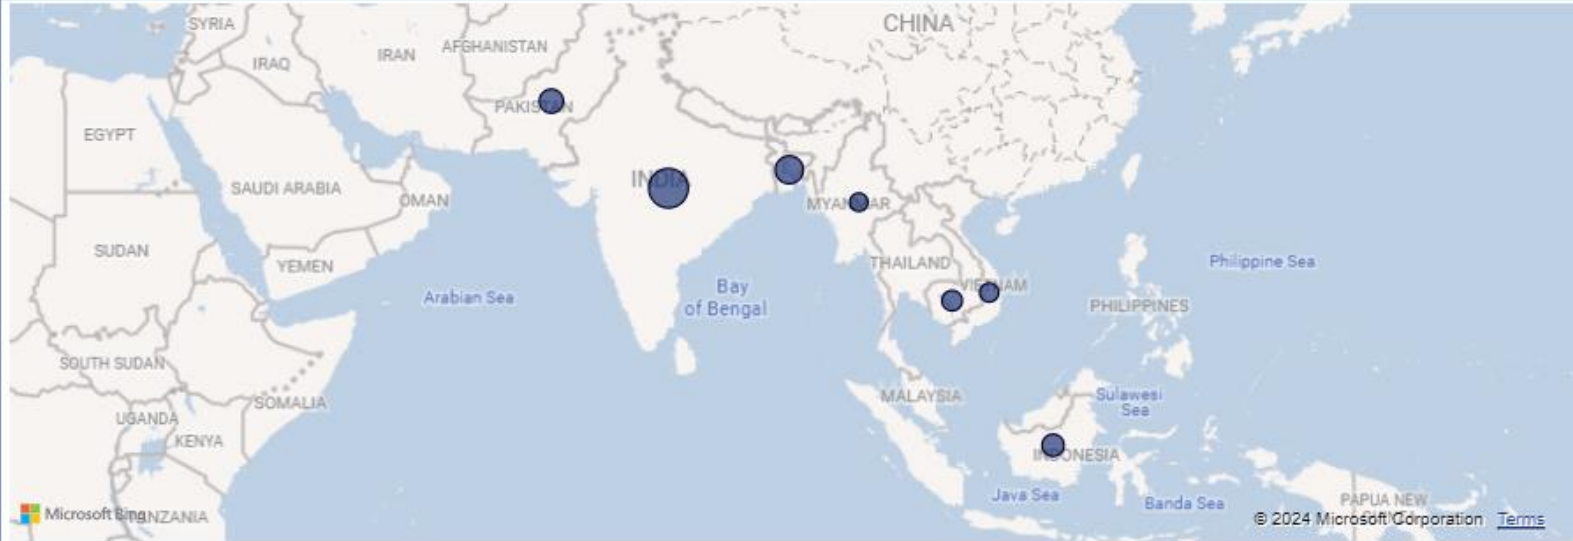 SYRIA
CHINA
AFGHANISTAN
IRAN
IRAQ
PAKISTAN
EGYPT
INDIA
SAUDI ARABIA
OMAN
MYANMAR
SUDAN
THAILAND
Philippine Sea
YEMEN
VIETNAM
Arabian Sea
Bay
of Bengal
PHILIPPINES
SOUTH SUDAN
MALAYSIA
Sulawesi
Sea
SOMALIA
UGANDA
KENYA
INDONESIA
Java Sea
Banda Sea
PAPUA NEW
Microsoft Bing
TANZANIA
© 2024 Microsoft Corporation Terms